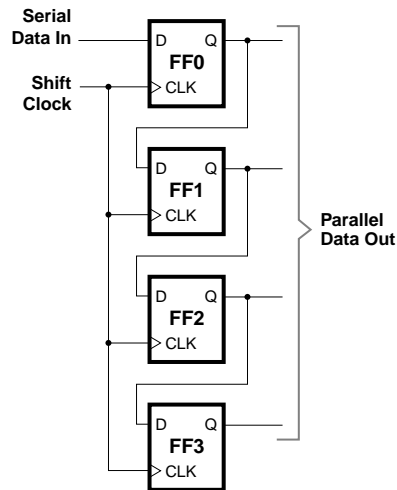 Serial
Data In
Shift
Clock
D Q
FF0
CLK
D Q
FF1
CLK
D Q
FF2
CLK
D Q
FF3
CLK
Parallel
Data Out